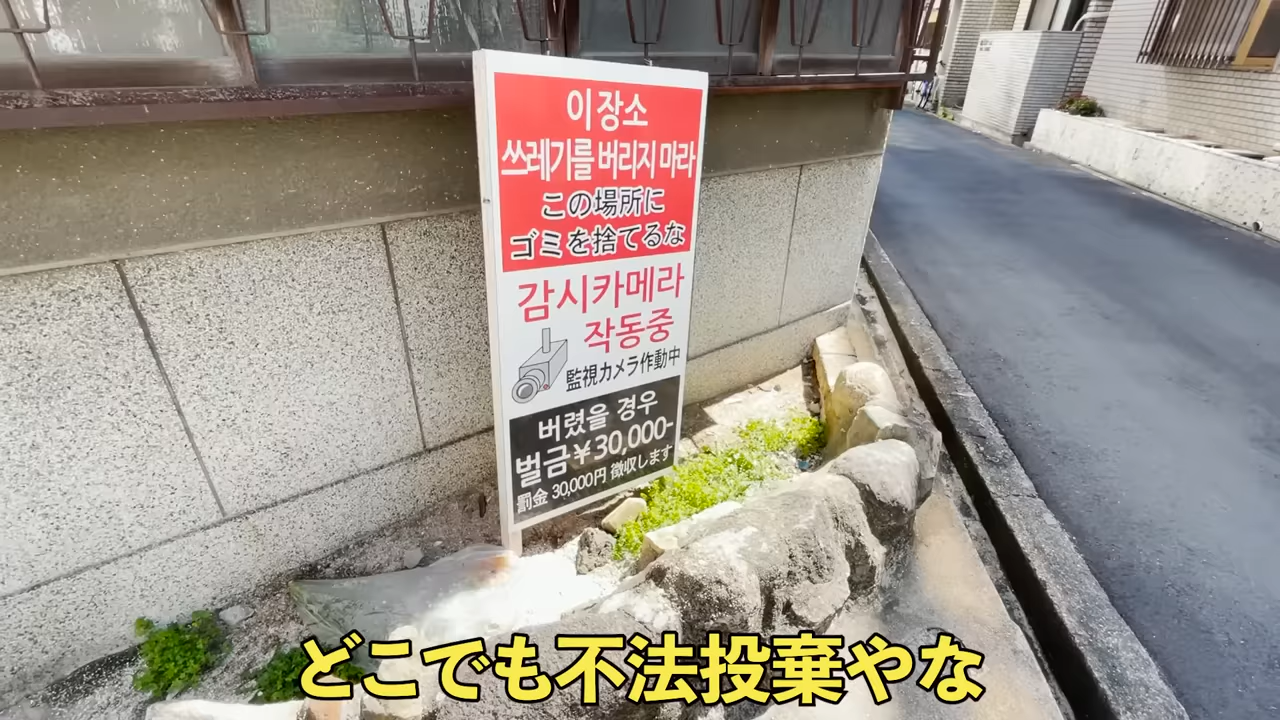 이 장소
쓰레기를 버리지 마라
この場所に
ゴミを捨てるな
감시카메라
작동중
監視カメラ作動中
버렸을 경우
벌금¥30,000-
罰金 30,000円 徴収します
どこでも不法投棄やな